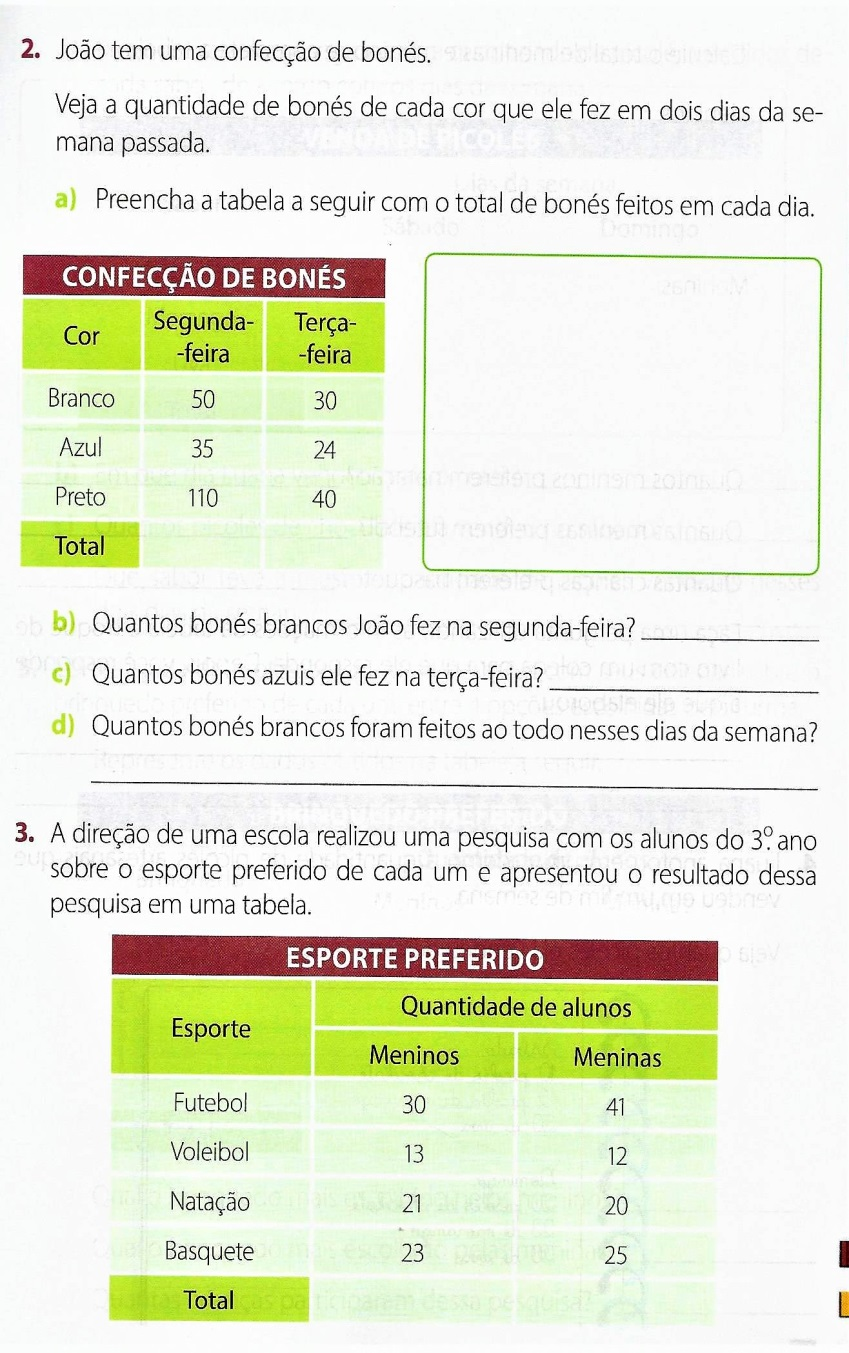 2. João tem uma confecção de bonés.
Veja a quantidade de bonés de cada cor que ele fez em dois dias da se-
mana passada.
a) Preencha a tabela a seguir com o total de bonés feitos em cada dia.
CONFECÇÃO DE BONÉS
Cor Segunda- Terça-
-feira -feira
Branco 50 30
Azul 35 24
Preto 110 40
Total
b) Quantos bonés brancos João fez na segunda-feira?
c) Quantos bonés azuis ele fez na terça-feira?
d) Quantos bonés brancos foram feitos ao todo nesses dias da semana?
3. A direção de uma escola realizou uma pesquisa com os alunos do 3º. ano
sobre o esporte preferido de cada um e apresentou o resultado dessa
pesquisa em uma tabela.
ESPORTE PREFERIDO
Esporte Quantidade de alunos
Meninos Meninas
Futebol 30 41
Voleibol 13 12
Natação 21 20
Basquete 23 25
Total